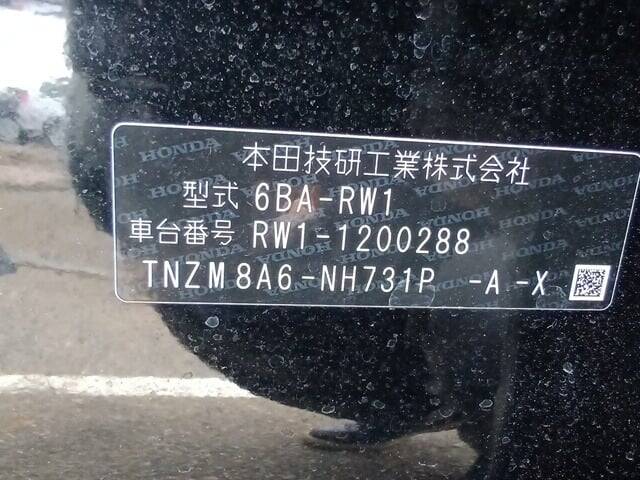 本田技研工業株式会社
型式 6BA-RW1
車台番号 RW1-1200288
TNZM8A6-NH731P -A-X